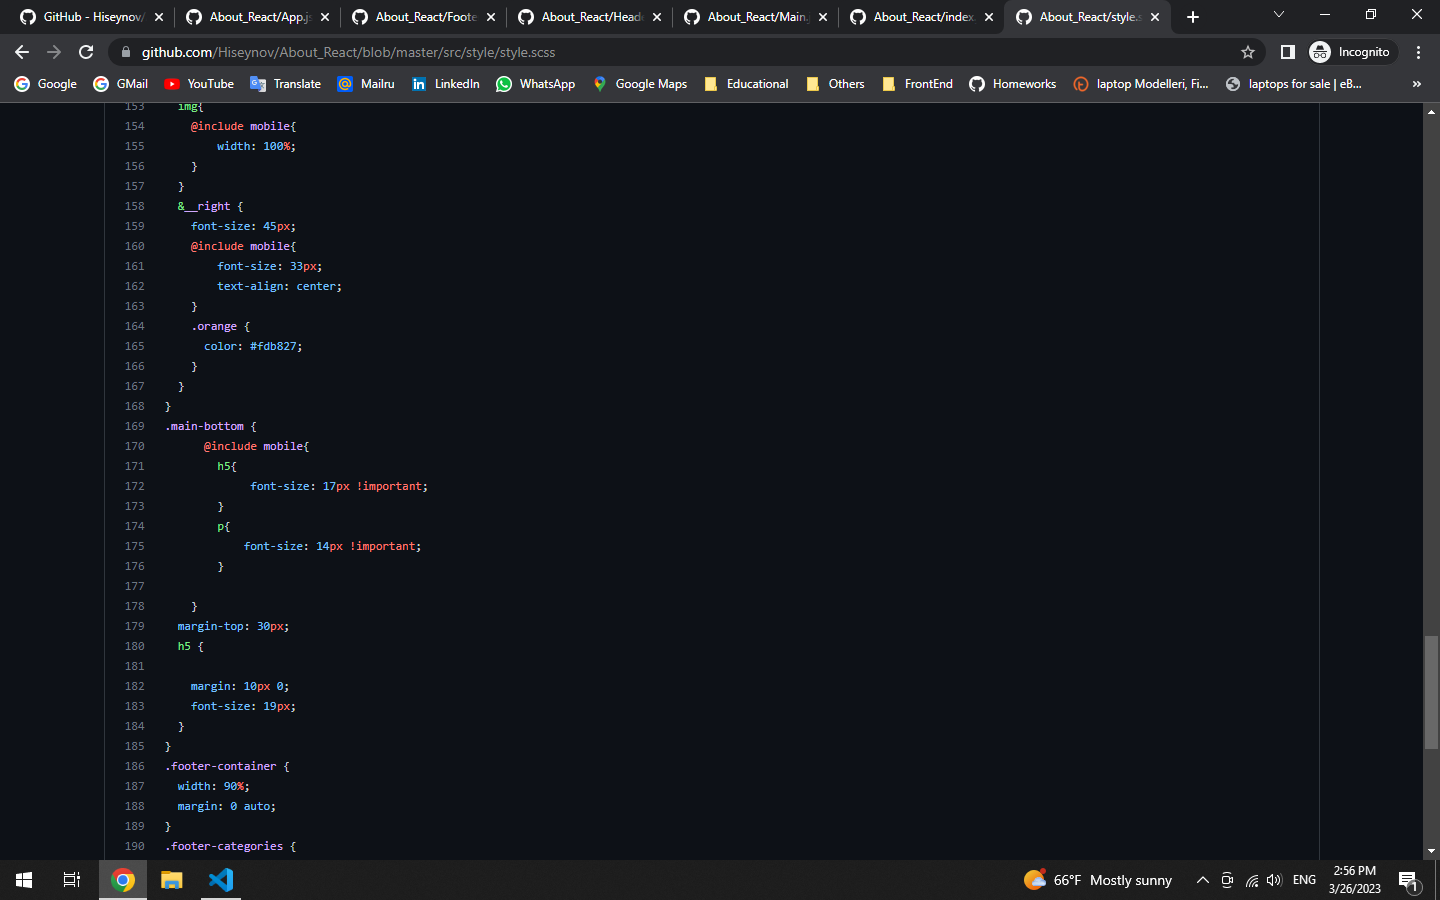 GitHub - Hiseynov/
About_React/App.js
About_React/Foote
About_React/Heade
About_React/Main.j
About_React/index.
About_React/style.s
github.com/Hiseynov/About_React/blob/master/src/style/style.scss
Incognito
Google
GMail
YouTube
Translate
Mailru
LinkedIn
WhatsApp
Google Maps
Educational
Others
FrontEnd
Homeworks
laptop Modelleri, Fi...
laptops for sale | eB...
»
153 img{
154 @include mobile{
155 width: 100%;
156 }
157 }
158 &__right {
159 font-size: 45px;
160 @include mobile{
161 font-size: 33px;
162 text-align: center;
163 }
164 .orange {
165 color: #fdb827;
166 }
167 }
168 }
169 .main-bottom {
170 @include mobile{
171 h5{
172 font-size: 17px !important;
173 }
174 p{
175 font-size: 14px !important;
176 }
177
178 }
179 margin-top: 30px;
180 h5 {
181
182 margin: 10px 0;
183 font-size: 19px;
184 }
185 }
186 .footer-container {
187 width: 90%;
188 margin: 0 auto;
189 }
190 .footer-categories {
66°F Mostly sunny
ENG
2:56 PM
3/26/2023
1